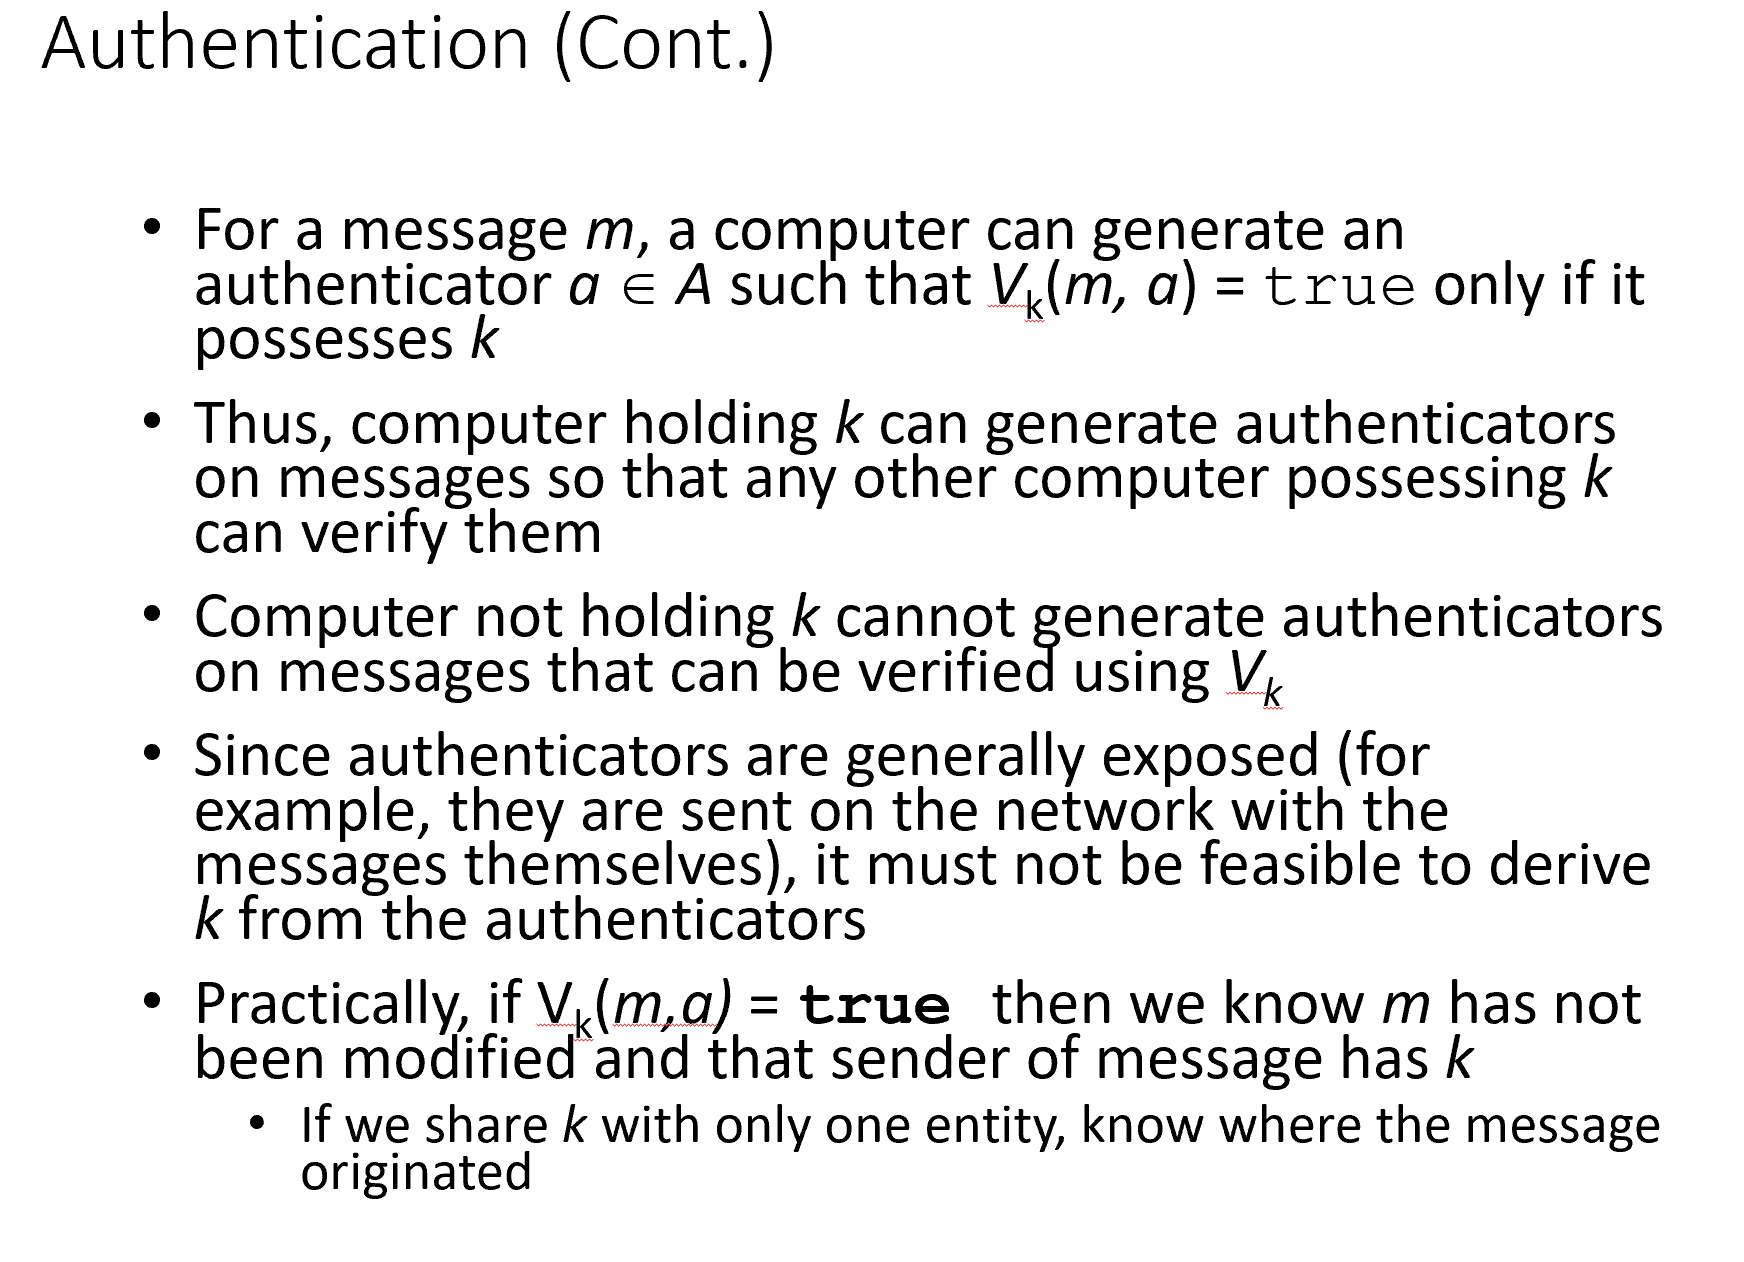 Authentication (Cont.)
• For a message m, a computer can generate an
authenticator a ∈ A such that Vk(m, a) = true only if it
possesses k
• Thus, computer holding k can generate authenticators
on messages so that any other computer possessing k
can verify them
• Computer not holding k cannot generate authenticators
on messages that can be verified using Vk
• Since authenticators are generally exposed (for
example, they are sent on the network with the
messages themselves), it must not be feasible to derive
k from the authenticators
• Practically, if Vk(m,a) = true then we know m has not
been modified and that sender of message has k
• If we share k with only one entity, know where the message
originated